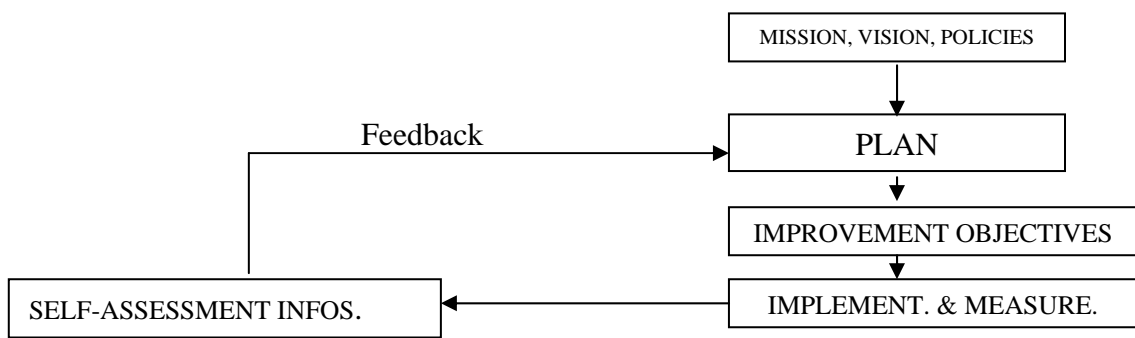 MISSION, VISION, POLICIES
Feedback
PLAN
IMPROVEMENT OBJECTIVES
SELF-ASSESSMENT INFOS.
IMPLEMENT. & MEASURE.